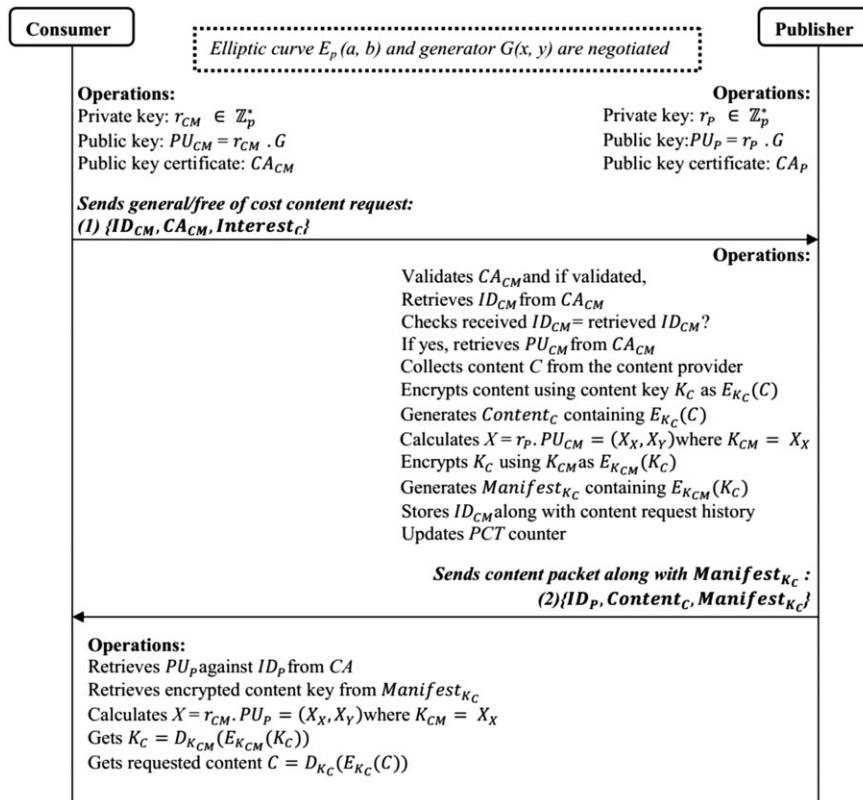 Consumer
Publisher
Elliptic curve E_p (a, b) and generator G(x, y) are negotiated
Operations:
Private key: r_CM ∈ ℤ_p^*
Public key: PU_CM = r_CM . G
Public key certificate: CA_CM
Operations:
Private key: r_P ∈ ℤ_p^*
Public key:PU_P = r_P . G
Public key certificate: CA_P
Sends general/free of cost content request:
(1) {ID_CM, CA_CM, Interest_C}
Operations:
Validates CA_CM and if validated,
Retrieves ID_CM from CA_CM
Checks received ID_CM = retrieved ID_CM?
If yes, retrieves PU_CM from CA_CM
Collects content C from the content provider
Encrypts content using content key K_C as E_{K_C}(C)
Generates Content_C containing E_{K_C}(C)
Calculates X = r_P. PU_CM = (X_X, X_Y) where K_CM = X_X
Encrypts K_C using K_CM as E_{K_CM}(K_C)
Generates Manifest_{K_C} containing E_{K_CM}(K_C)
Stores ID_CM along with content request history
Updates PCT counter
Sends content packet along with Manifest_{K_C} :
(2){ID_P, Content_C, Manifest_{K_C}}
Operations:
Retrieves PU_P against ID_P from CA
Retrieves encrypted content key from Manifest_{K_C}
Calculates X = r_CM. PU_P = (X_X, X_Y) where K_CM = X_X
Gets K_C = D_{K_CM}(E_{K_CM}(K_C))
Gets requested content C = D_{K_C}(E_{K_C}(C))